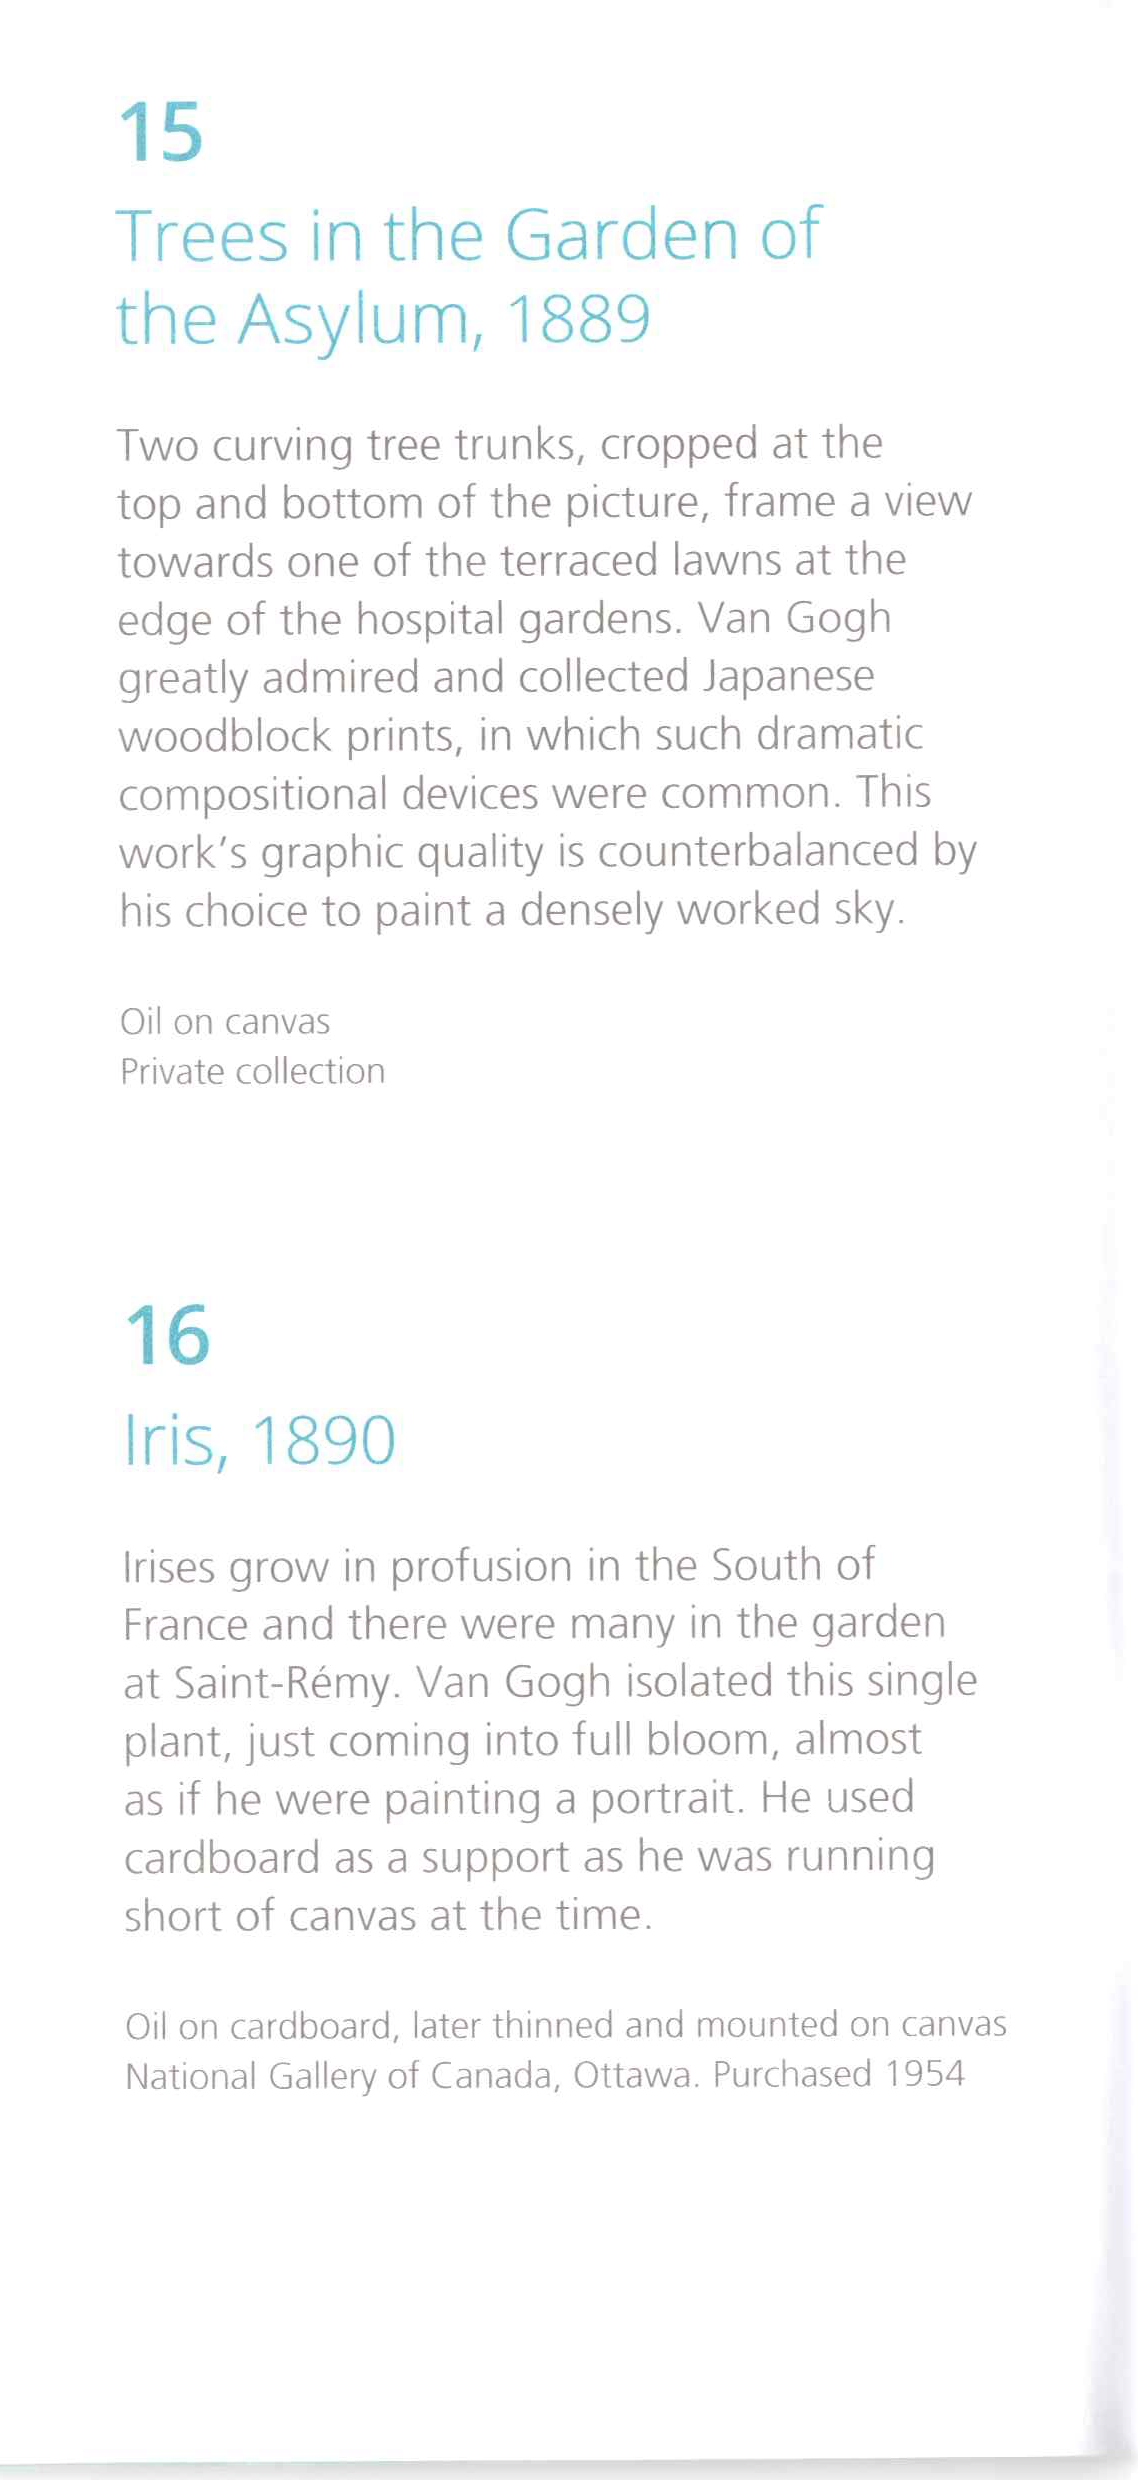 15
Trees in the Garden of
the Asylum, 1889
Two curving tree trunks, cropped at the
top and bottom of the picture, frame a view
towards one of the terraced lawns at the
edge of the hospital gardens. Van Gogh
greatly admired and collected Japanese
woodblock prints, in which such dramatic
compositional devices were common. This
work’s graphic quality is counterbalanced by
his choice to paint a densely worked sky.
Oil on canvas
Private collection
16
Iris, 1890
Irises grow in profusion in the South of
France and there were many in the garden
at Saint-Rémy. Van Gogh isolated this single
plant, just coming into full bloom, almost
as if he were painting a portrait. He used
cardboard as a support as he was running
short of canvas at the time.
Oil on cardboard, later thinned and mounted on canvas
National Gallery of Canada, Ottawa. Purchased 1954